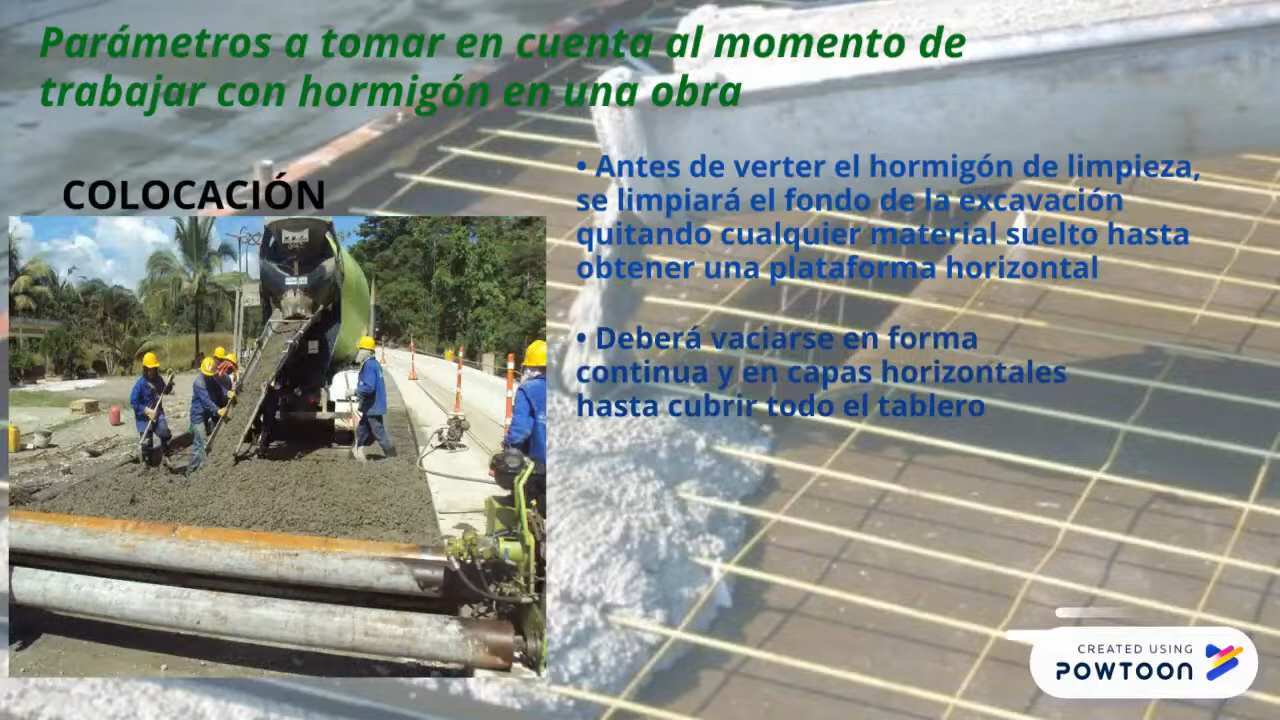 Parámetros a tomar en cuenta al momento de
trabajar con hormigón en una obra
COLOCACIÓN
• Antes de verter el hormigón de limpieza,
se limpiará el fondo de la excavación
quitando cualquier material suelto hasta
obtener una plataforma horizontal
• Deberá vaciarse en forma
continua y en capas horizontales
hasta cubrir todo el tablero
CREATED USING
POWTOON